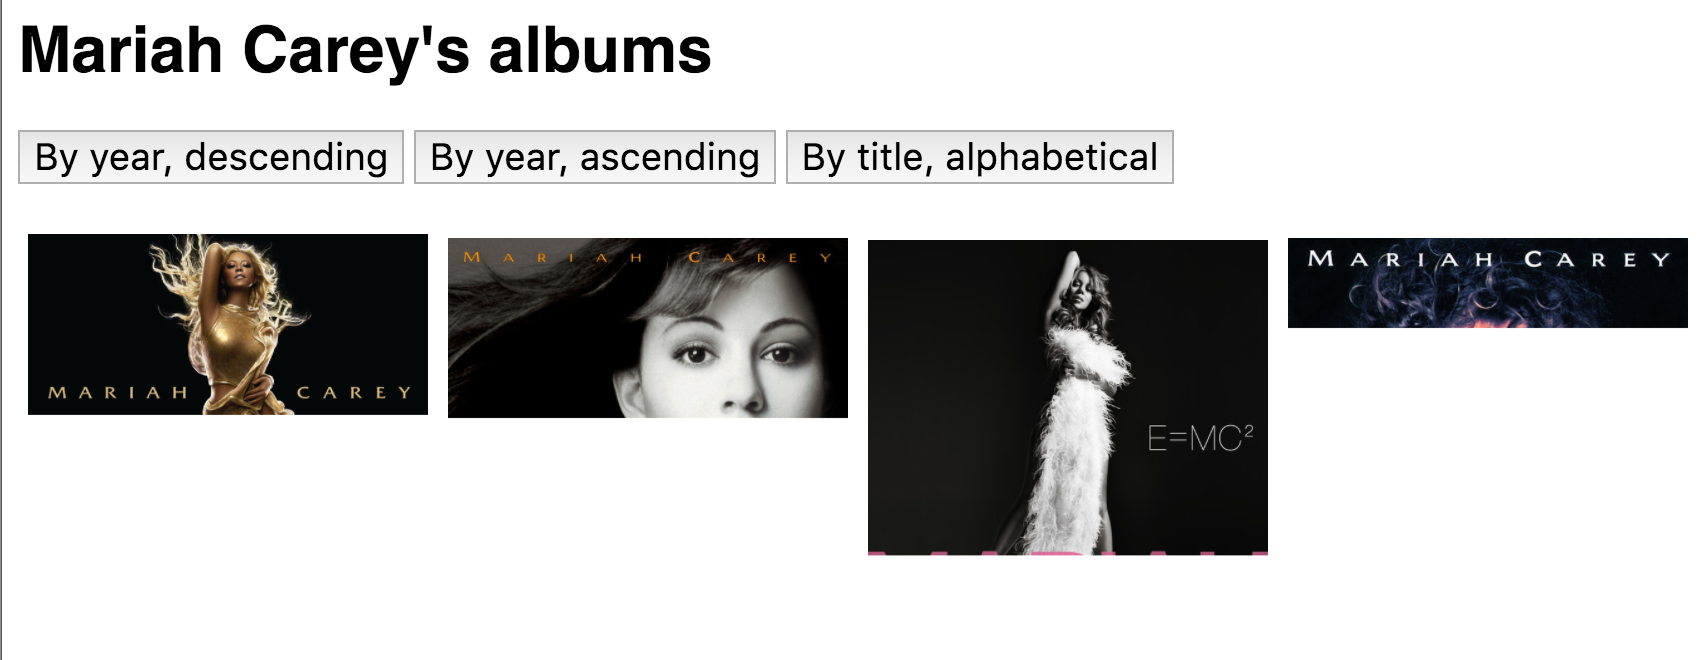 Mariah Carey's albums
By year, descending
By year, ascending
By title, alphabetical
MARIAH CAREY
MARIAH CAREY
E=MC²
MARIAH CAREY